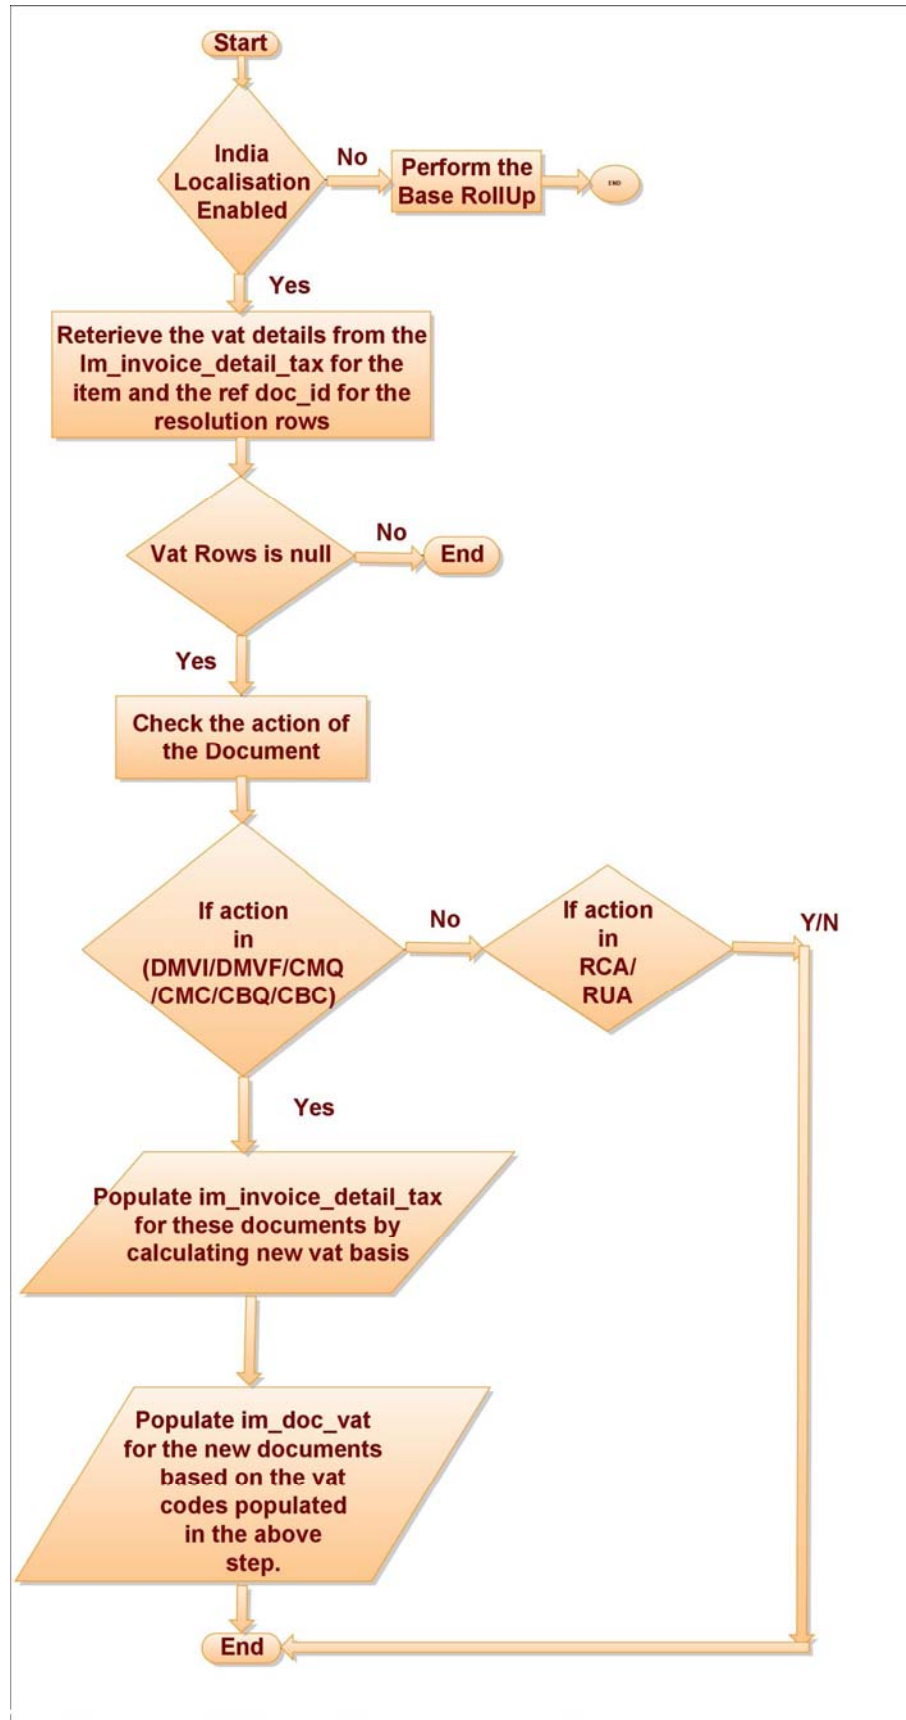 Start
India
Localisation
Enabled
No
Perform the
Base RollUp
END
Yes
Reterieve the vat details from the
Im_invoice_detail_tax for the
item and the ref doc_id for the
resolution rows
Vat Rows is null
No
End
Yes
Check the action of
the Document
If action
in
(DMVI/DMVF/CMQ
/CMC/CBQ/CBC)
No
If action
in
RCA/
RUA
Y/N
Yes
Populate im_invoice_detail_tax
for these documents by
calculating new vat basis
Populate im_doc_vat
for the new documents
based on the vat
codes populated
in the above
step.
End